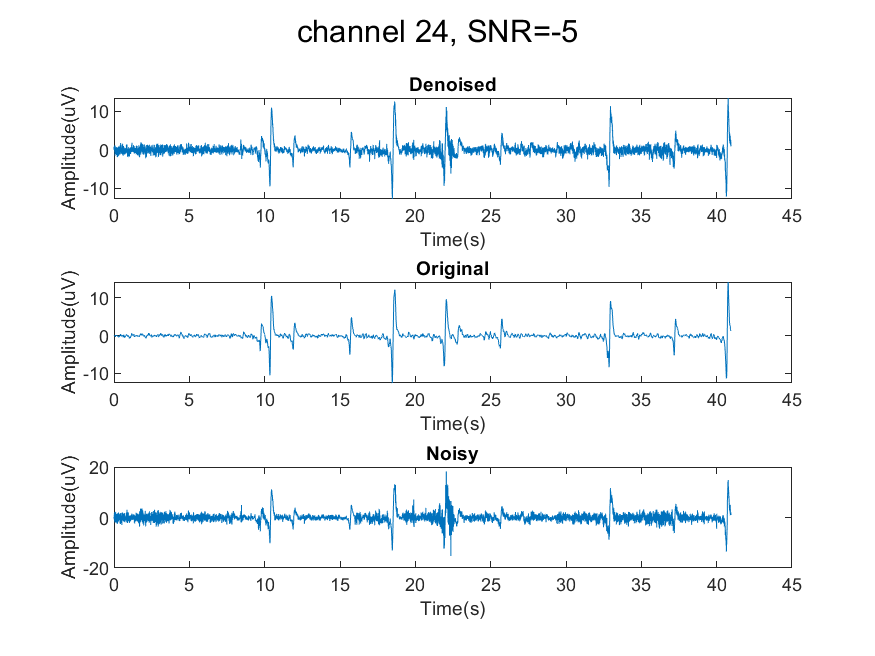 channel 24, SNR=-5
Denoised
Amplitude(uV)
10
0
-10
0 5 10 15 20 25 30 35 40 45
Time(s)
Original
Amplitude(uV)
10
0
-10
0 5 10 15 20 25 30 35 40 45
Time(s)
Noisy
Amplitude(uV)
20
0
-20
0 5 10 15 20 25 30 35 40 45
Time(s)